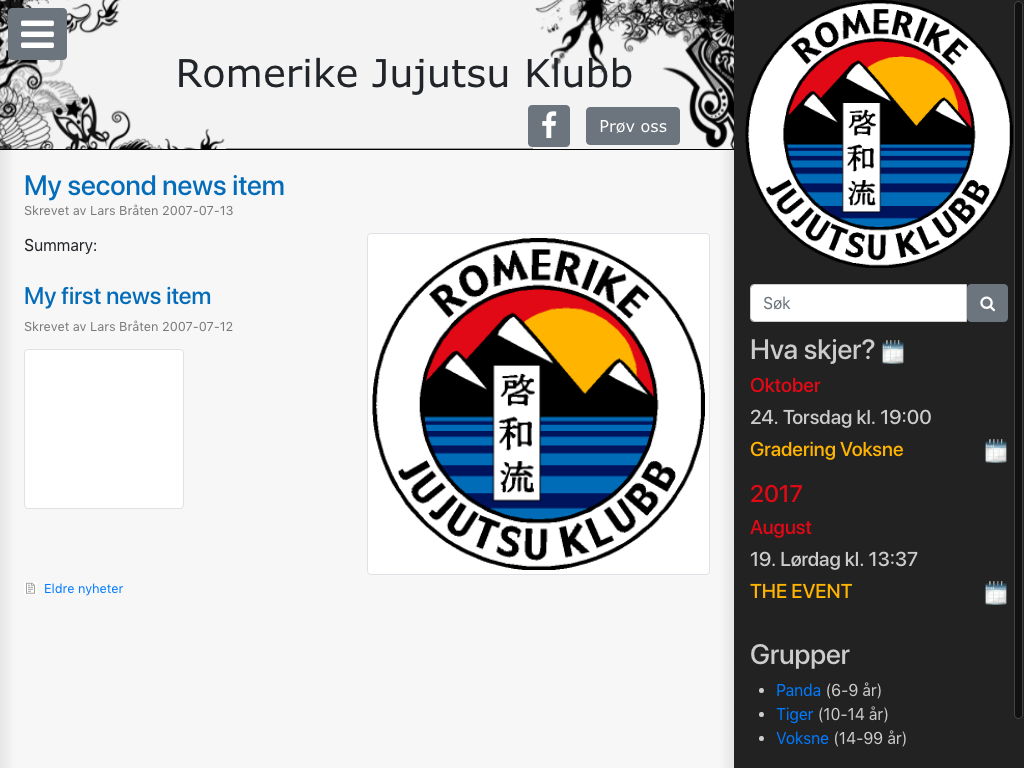 Romerike Jujutsu Klubb
Prøv oss
My second news item
Skrevet av Lars Bråten 2007-07-13
Summary:
ROMERIKE
啓和流
JUJUTSU KLUBB
My first news item
Skrevet av Lars Bråten 2007-07-12
Eldre nyheter
ROMERIKE
啓和流
JUJUTSU KLUBB
Søk
Hva skjer?
Oktober
24. Torsdag kl. 19:00
Gradering Voksne
2017
August
19. Lørdag kl. 13:37
THE EVENT
Grupper
Panda (6-9 år)
Tiger (10-14 år)
Voksne (14-99 år)